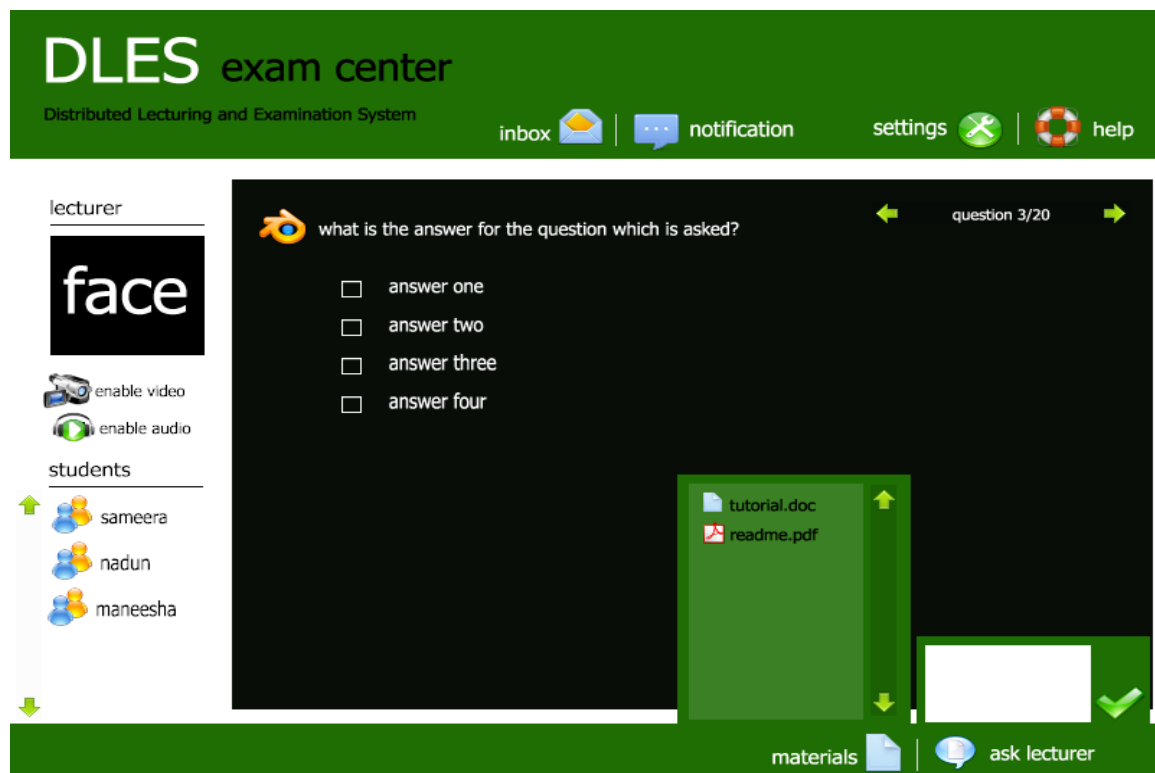 DLES exam center
Distributed Lecturing and Examination System
inbox
notification
settings
help
lecturer
face
enable video
enable audio
students
sameera
nadun
maneesha
what is the answer for the question which is asked?
question 3/20
answer one
answer two
answer three
answer four
tutorial.doc
readme.pdf
materials
ask lecturer